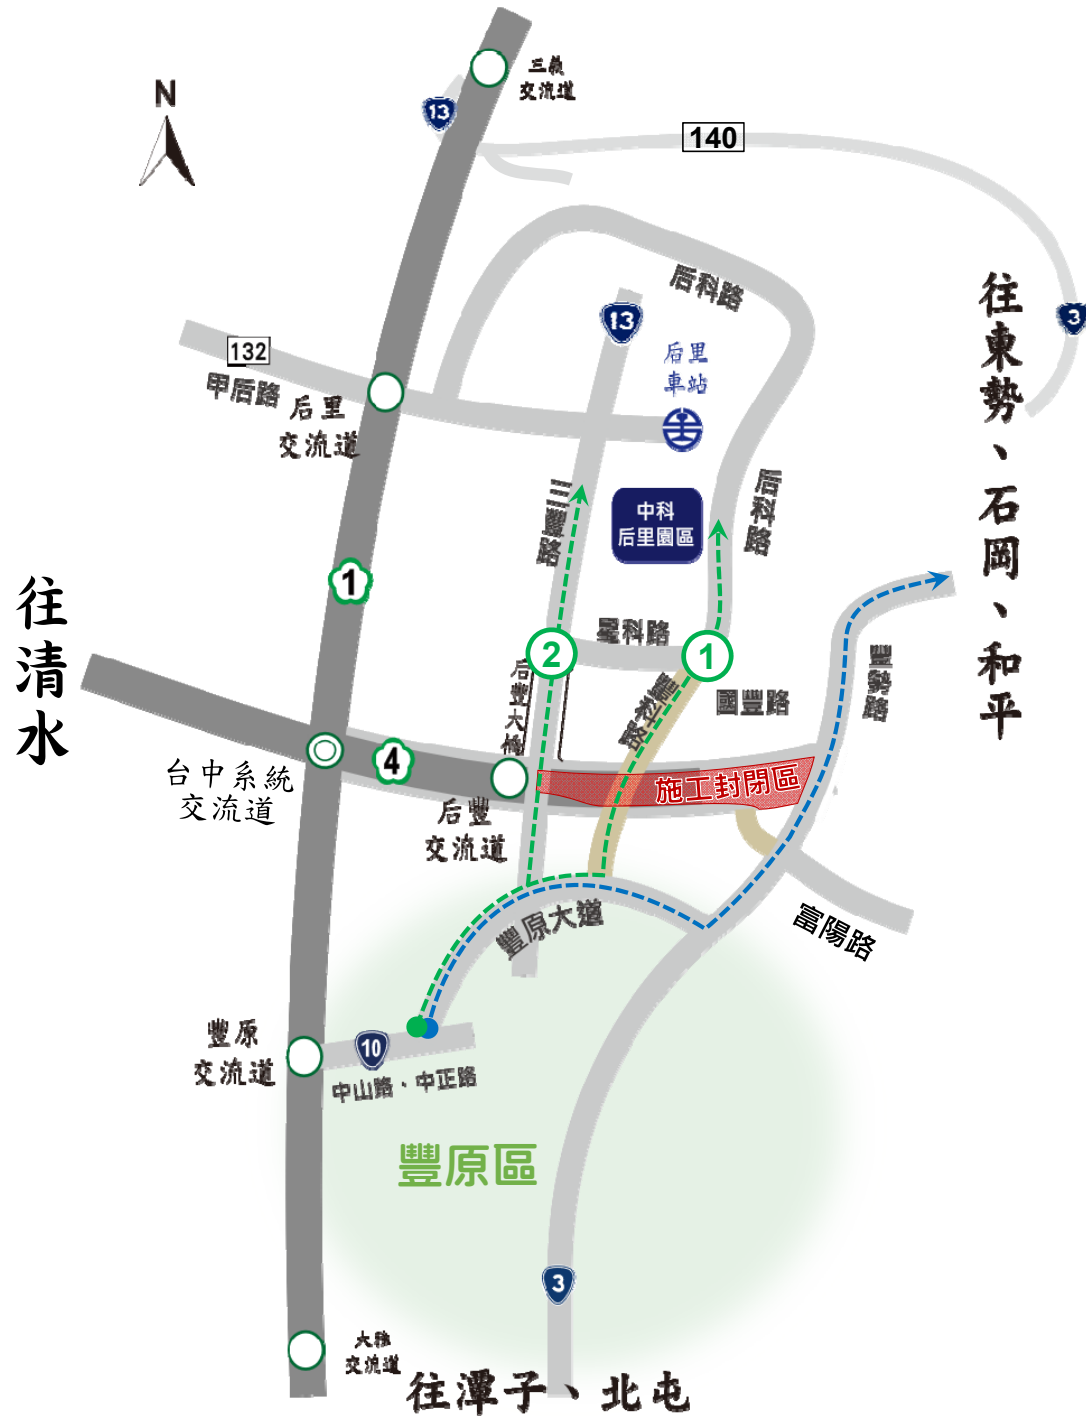 三義
交流道
N
13
140
后科路
往東勢、石岡、和平
3
13
132
甲后路
后里
交流道
后里
車站
三豐路
中科
后里園區
后科路
1
往清水
星科路
2
1
后豐大橋
豐科路
國豐路
豐勢路
台中系統
交流道
4
施工封閉區
后豐
交流道
豐原大道
富陽路
豐原
交流道
10
中山路、中正路
豐原區
3
大雅
交流道
往潭子、北屯